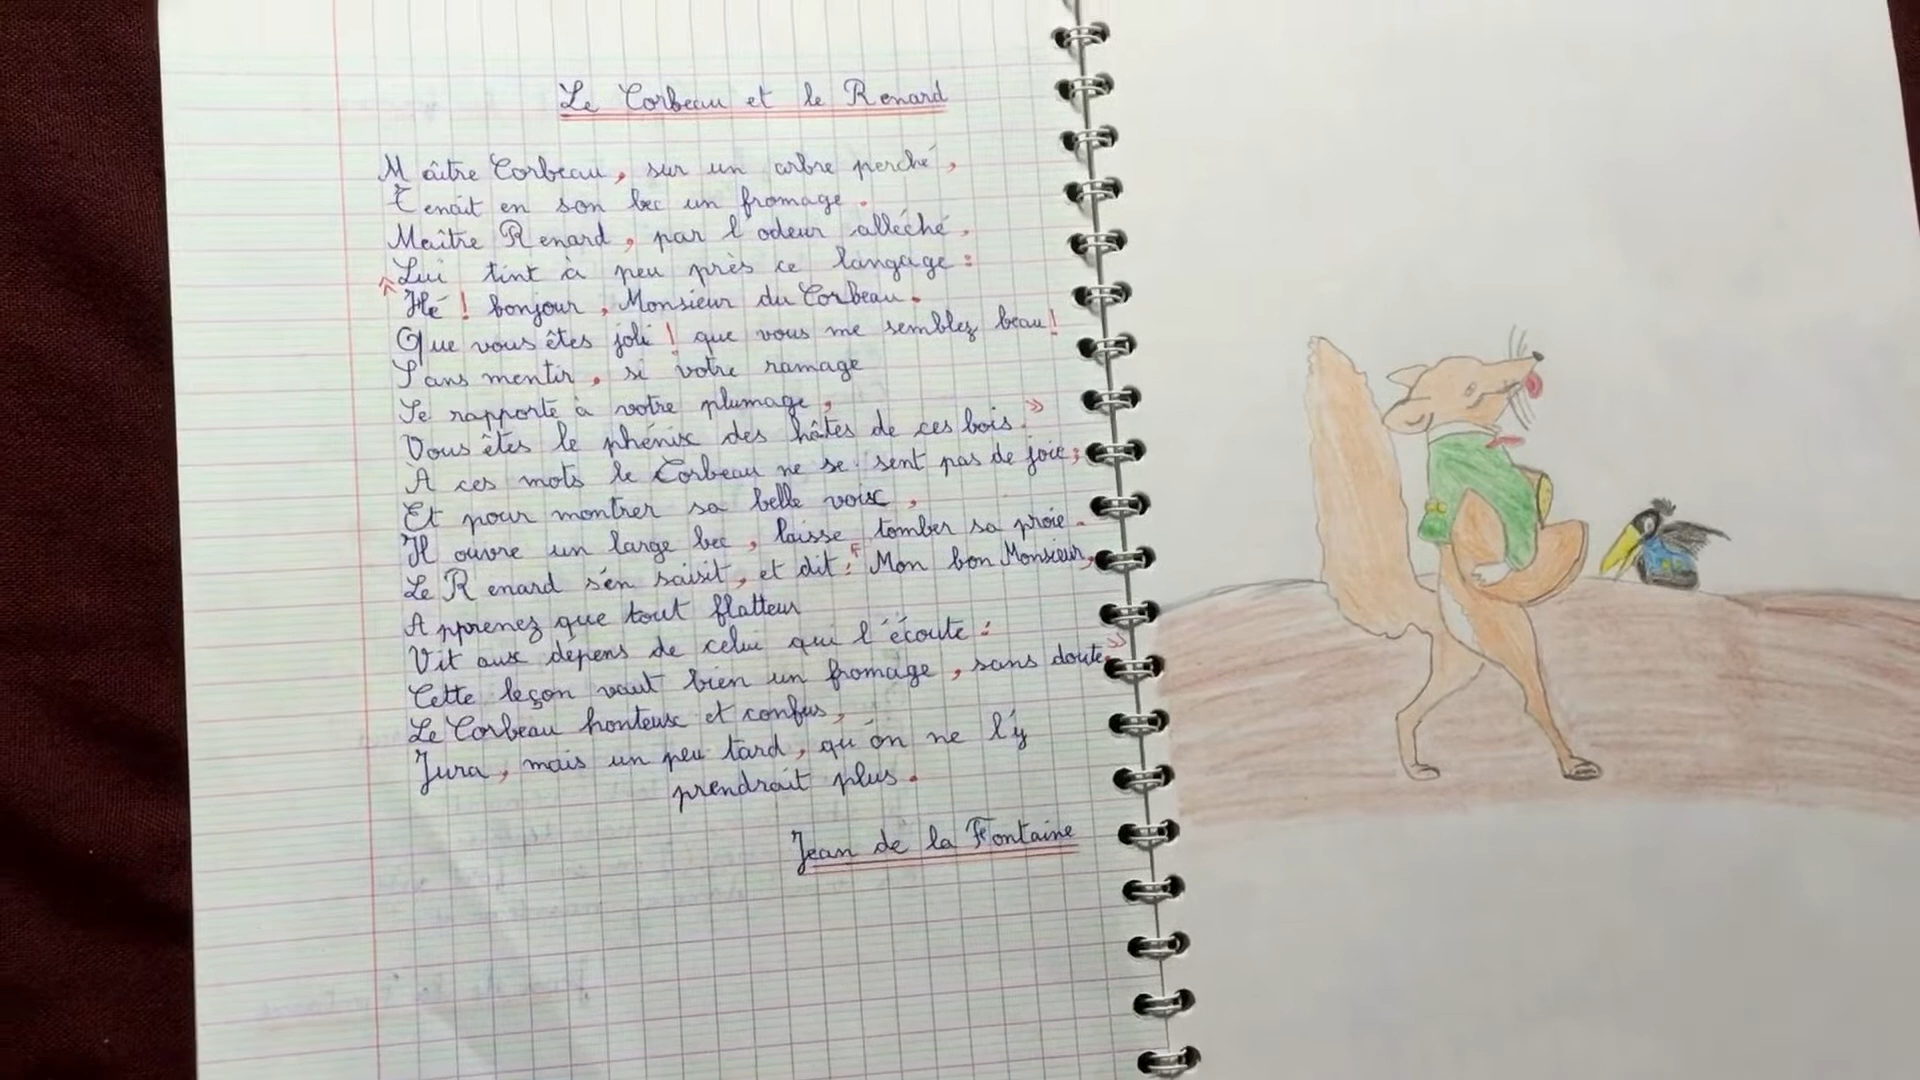 Le Corbeau et le Renard
Maître Corbeau, sur un arbre perché,
Tenait en son bec un fromage.
Maître Renard, par l'odeur alléché,
Lui tint à peu près ce langage :
« Hé ! bonjour, Monsieur du Corbeau.
Que vous êtes joli ! que vous me semblez beau !
Sans mentir, si votre ramage
Se rapporte à votre plumage,
Vous êtes le phénix des hôtes de ces bois. »
À ces mots le Corbeau ne se sent pas de joie ;
Et pour montrer sa belle voix,
Il ouvre un large bec, laisse tomber sa proie.
Le Renard s'en saisit, et dit : « Mon bon Monsieur,
Apprenez que tout flatteur
Vit aux dépens de celui qui l'écoute :
Cette leçon vaut bien un fromage, sans doute. »
Le Corbeau honteux et confus,
Jura, mais un peu tard, qu'on ne l'y
prendrait plus.
Jean de la Fontaine